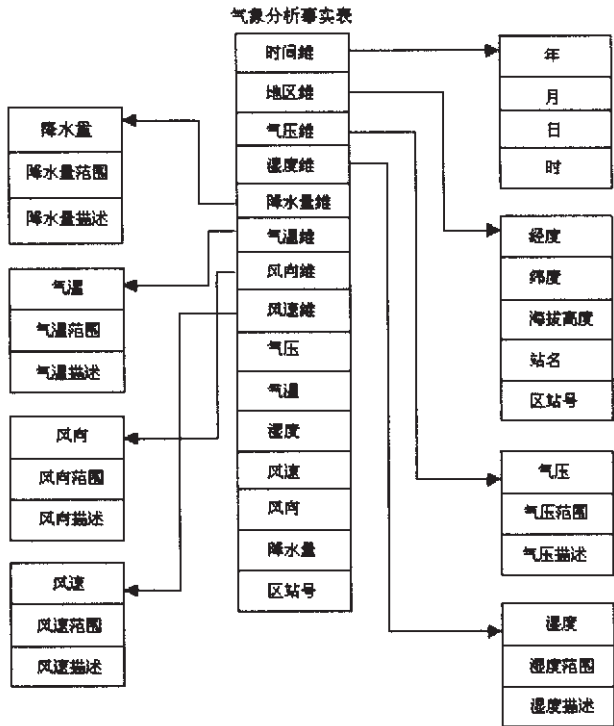 气象分析事实表
时间维
地区维
气压维
湿度维
降水量维
气温维
风向维
风速维
气压
气温
湿度
风速
风向
降水量
区站号
降水量
降水量范围
降水量描述
气温
气温范围
气温描述
风向
风向范围
风向描述
风速
风速范围
风速描述
年
月
日
时
经度
纬度
海拔高度
站名
区站号
气压
气压范围
气压描述
湿度
湿度范围
湿度描述